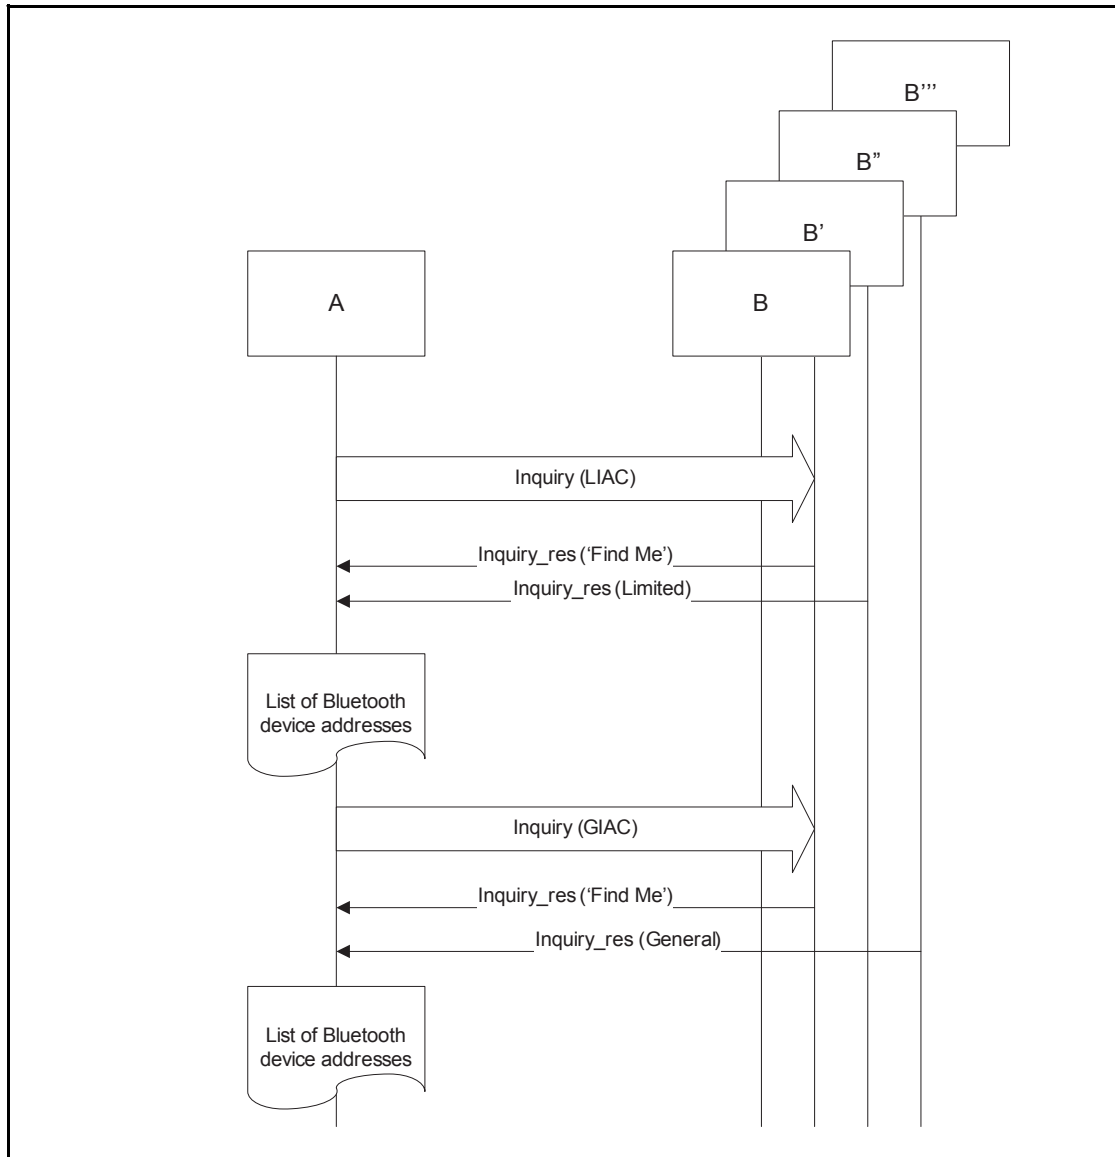 B’’’
B”
B’
A
B
Inquiry (LIAC)
Inquiry_res (‘Find Me’)
Inquiry_res (Limited)
List of Bluetooth
device addresses
Inquiry (GIAC)
Inquiry_res (‘Find Me’)
Inquiry_res (General)
List of Bluetooth
device addresses